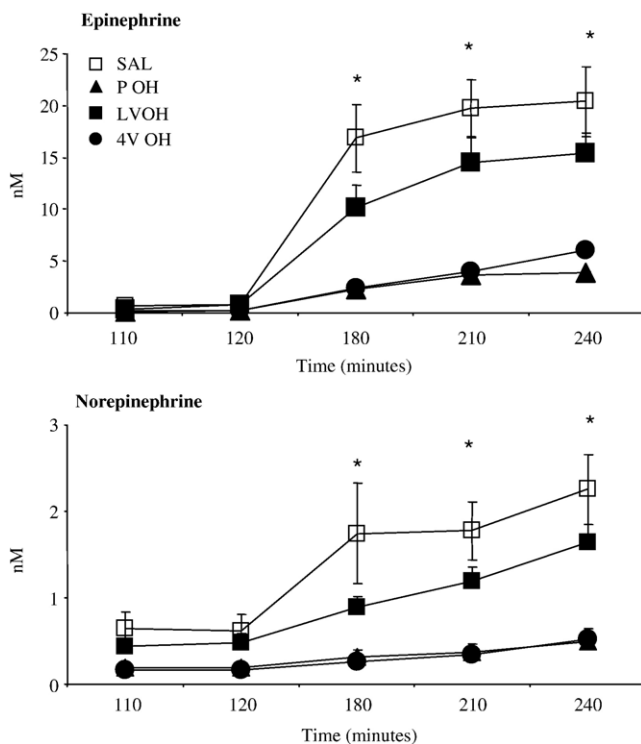 Epinephrine
SAL
P OH
LVOH
4V OH
25
20
15
10
5
0
nM
* * *
110 120 180 210 240
Time (minutes)
Norepinephrine
3
2
1
0
nM
* * *
110 120 180 210 240
Time (minutes)